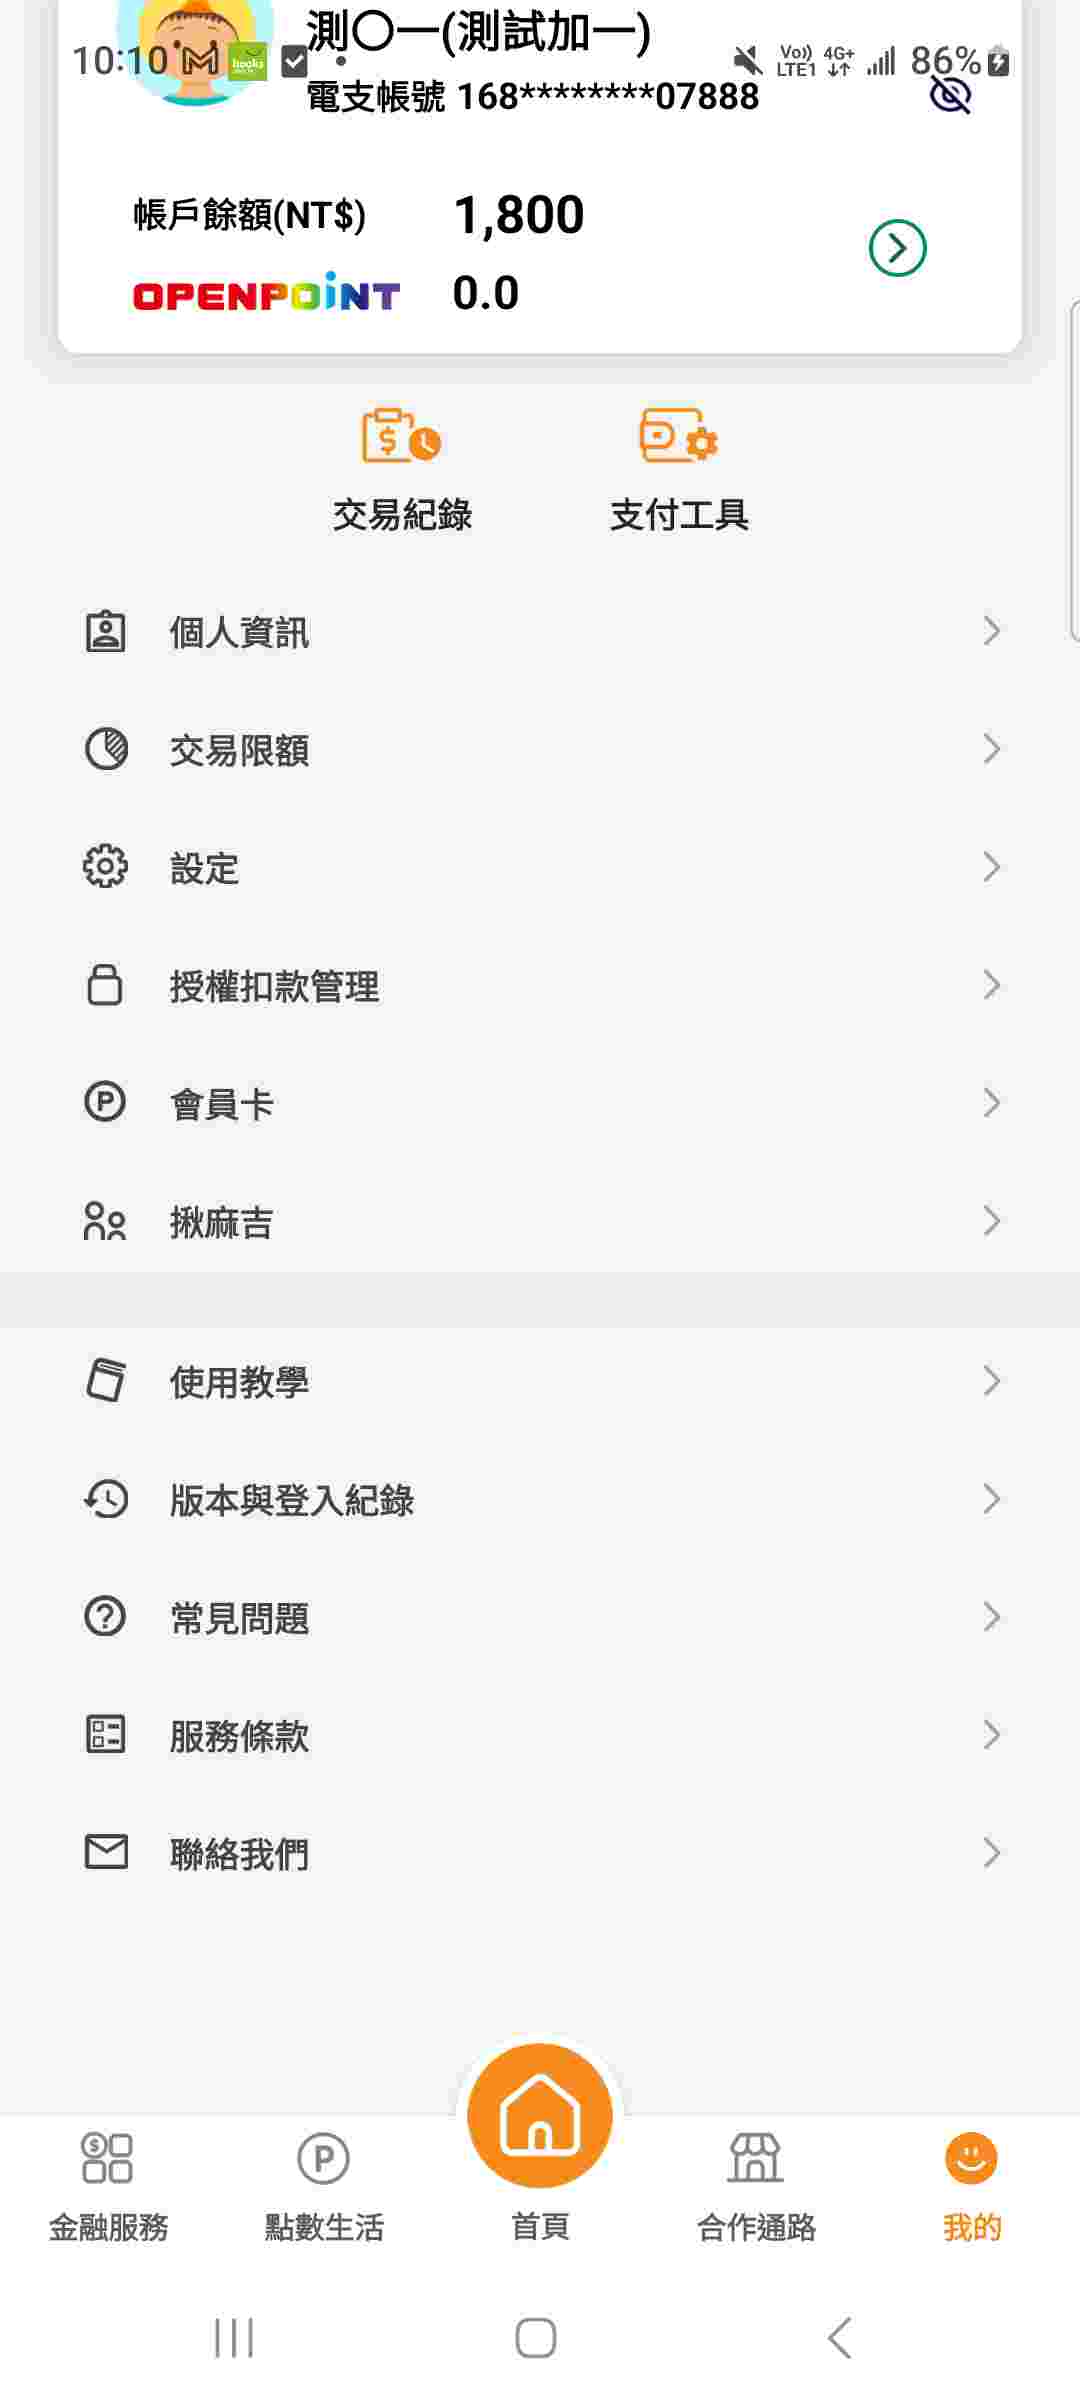 測〇一(測試加一)
10:10 books Vo)) LTE1 4G+ 86%
電支帳號 168********07888
帳戶餘額(NT$) 1,800
OPENPOINT 0.0
交易紀錄 支付工具
個人資訊
交易限額
設定
授權扣款管理
會員卡
揪麻吉
使用教學
版本與登入紀錄
常見問題
服務條款
聯絡我們
金融服務 點數生活 首頁 合作通路 我的